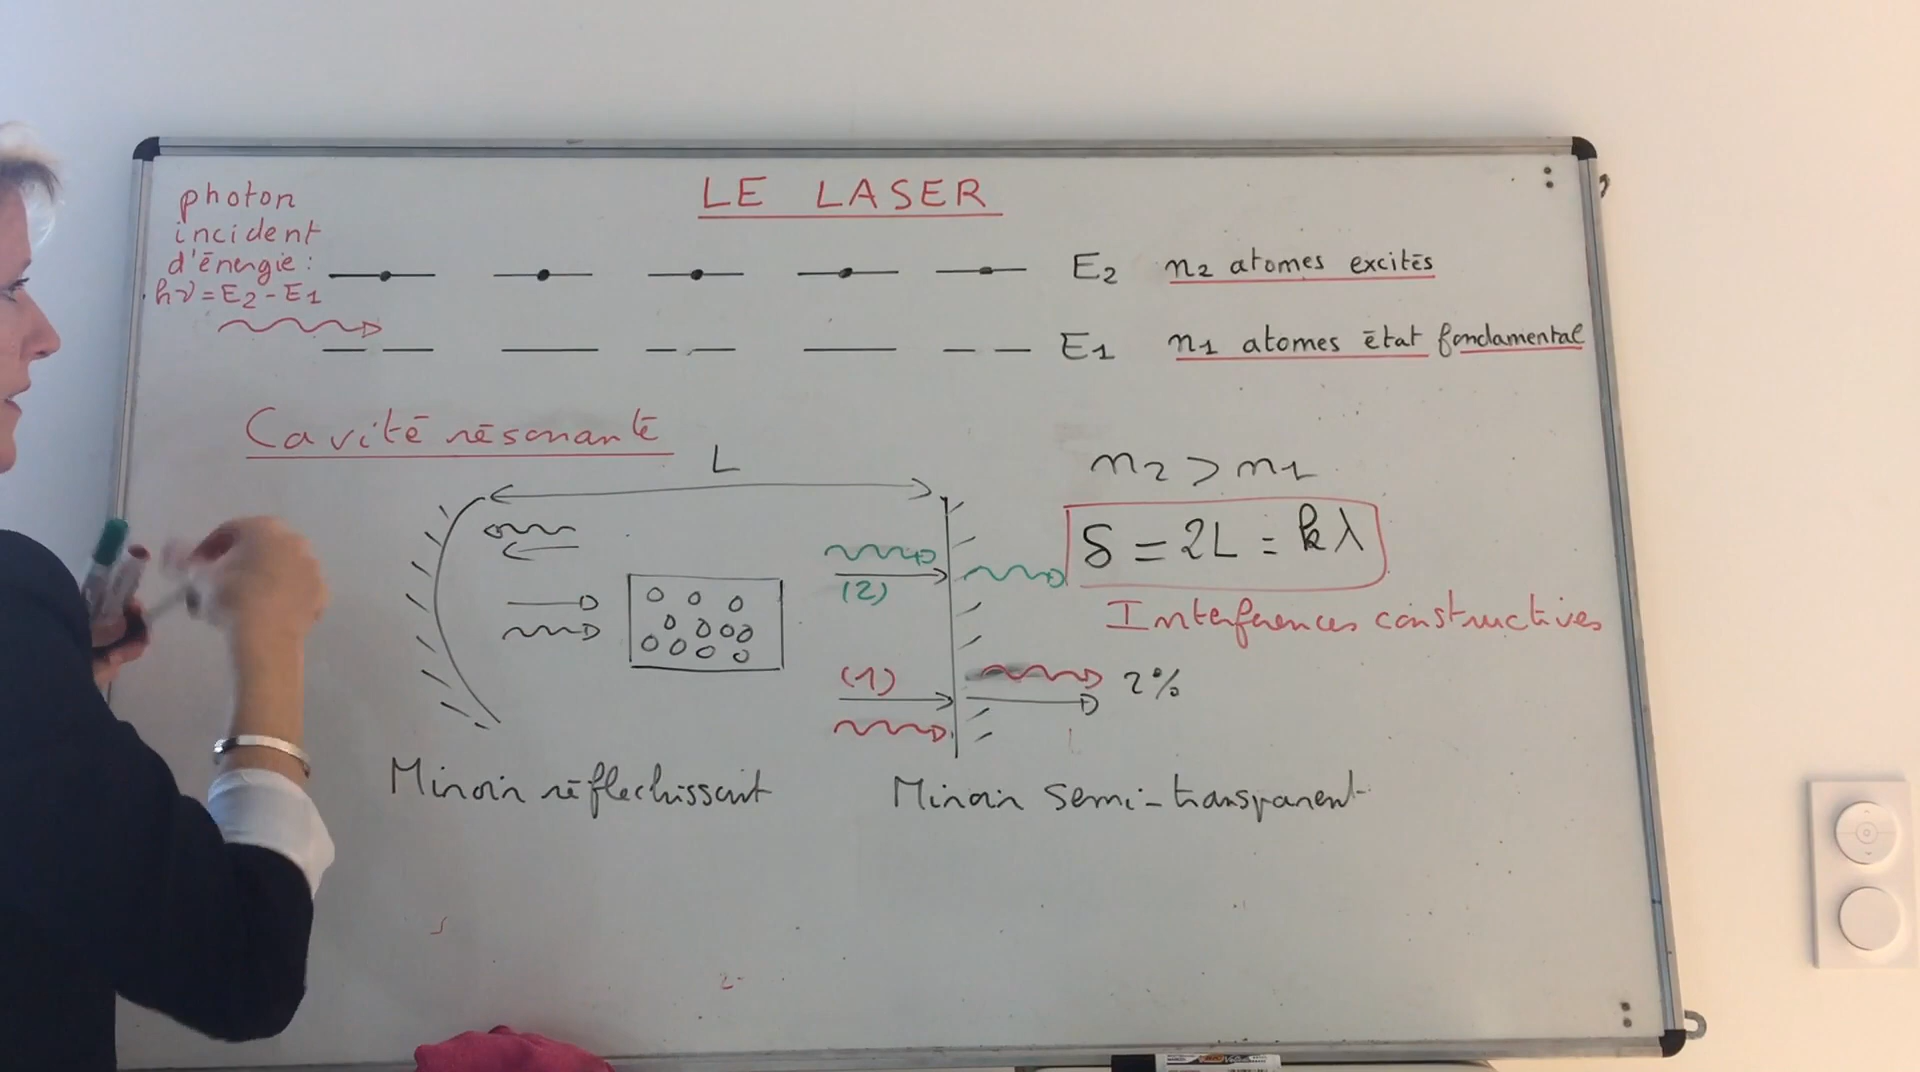 LE LASER
photon
incident
d'énergie :
hν = E2 - E1
E2 n2 atomes excités
E1 n1 atomes état fondamental
Cavité résonante
L
n2 > n1
δ = 2L = kλ
(2)
Interférences constructives
(1)
2%
Miroir réflechissant
Miroir semi-transparent